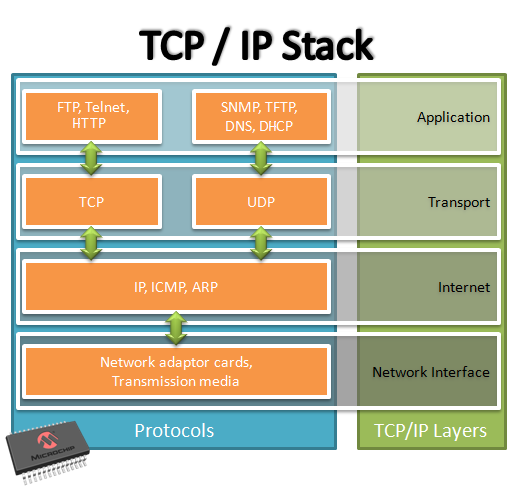 TCP / IP Stack
FTP, Telnet,
HTTP
SNMP, TFTP,
DNS, DHCP
Application
TCP
UDP
Transport
IP, ICMP, ARP
Internet
Network adaptor cards,
Transmission media
Network Interface
Protocols
TCP/IP Layers
MICROCHIP